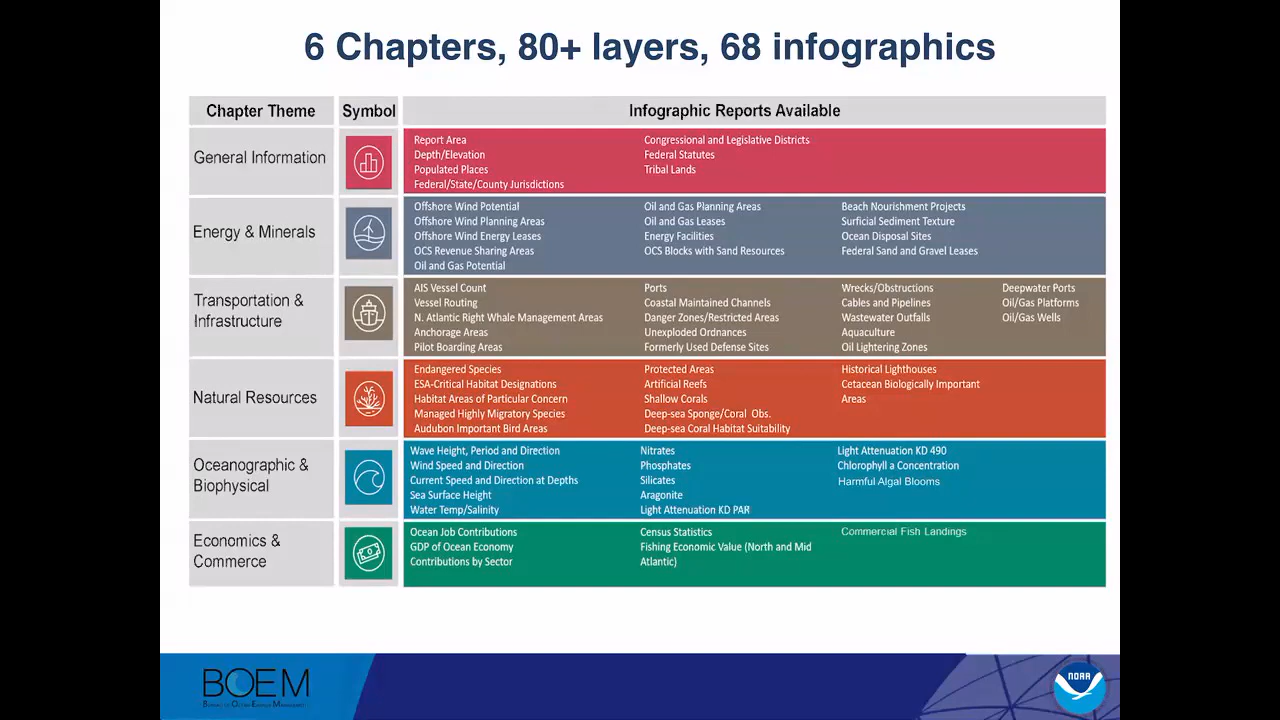 6 Chapters, 80+ layers, 68 infographics
Chapter Theme
Symbol
Infographic Reports Available
General Information
Report Area
Depth/Elevation
Populated Places
Federal/State/County Jurisdictions
Congressional and Legislative Districts
Federal Statutes
Tribal Lands
Energy & Minerals
Offshore Wind Potential
Offshore Wind Planning Areas
Offshore Wind Energy Leases
OCS Revenue Sharing Areas
Oil and Gas Potential
Oil and Gas Planning Areas
Oil and Gas Leases
Energy Facilities
OCS Blocks with Sand Resources
Beach Nourishment Projects
Surficial Sediment Texture
Ocean Disposal Sites
Federal Sand and Gravel Leases
Transportation &
Infrastructure
AIS Vessel Count
Vessel Routing
N. Atlantic Right Whale Management Areas
Anchorage Areas
Pilot Boarding Areas
Ports
Coastal Maintained Channels
Danger Zones/Restricted Areas
Unexploded Ordnances
Formerly Used Defense Sites
Wrecks/Obstructions
Cables and Pipelines
Wastewater Outfalls
Aquaculture
Oil Lightering Zones
Deepwater Ports
Oil/Gas Platforms
Oil/Gas Wells
Natural Resources
Endangered Species
ESA-Critical Habitat Designations
Habitat Areas of Particular Concern
Managed Highly Migratory Species
Audubon Important Bird Areas
Protected Areas
Artificial Reefs
Shallow Corals
Deep-sea Sponge/Coral Obs.
Deep-sea Coral Habitat Suitability
Historical Lighthouses
Cetacean Biologically Important
Areas
Oceanographic &
Biophysical
Wave Height, Period and Direction
Wind Speed and Direction
Current Speed and Direction at Depths
Sea Surface Height
Water Temp/Salinity
Nitrates
Phosphates
Silicates
Aragonite
Light Attenuation KD PAR
Light Attenuation KD 490
Chlorophyll a Concentration
Harmful Algal Blooms
Economics &
Commerce
Ocean Job Contributions
GDP of Ocean Economy
Contributions by Sector
Census Statistics
Fishing Economic Value (North and Mid
Atlantic)
Commercial Fish Landings
BOEM
Bureau of Ocean Energy Management
NOAA